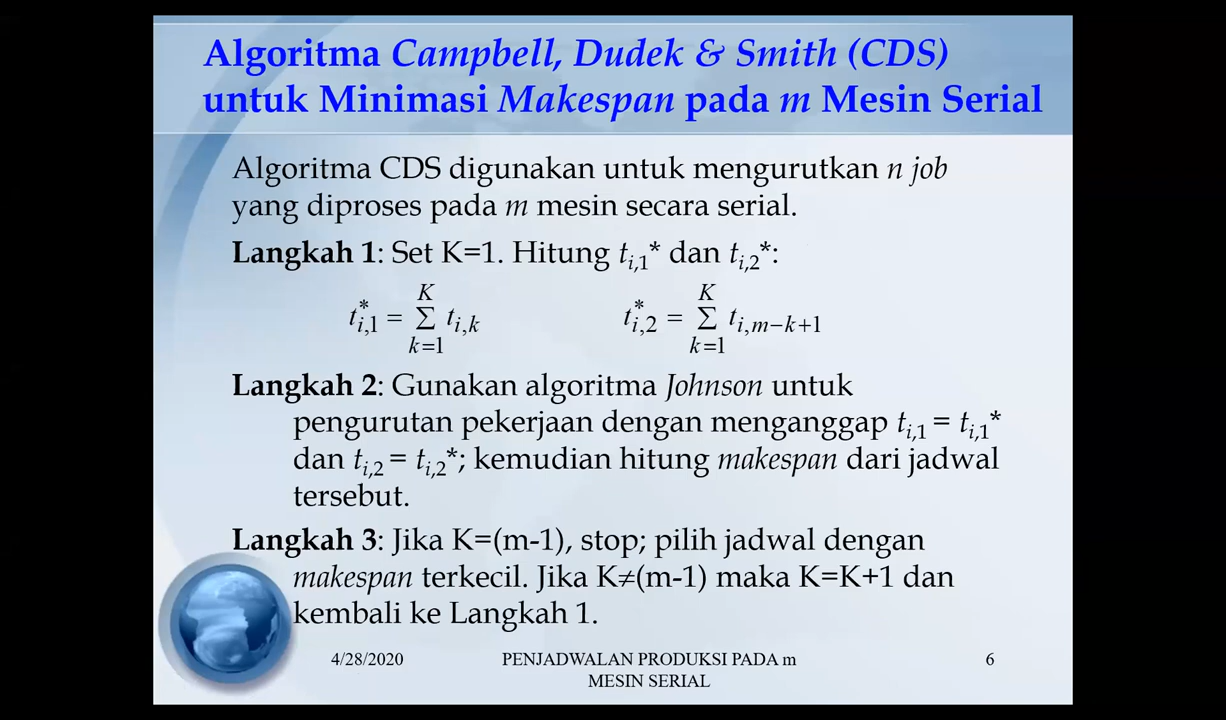 Algoritma Campbell, Dudek & Smith (CDS)
untuk Minimasi Makespan pada m Mesin Serial
Algoritma CDS digunakan untuk mengurutkan n job
yang diproses pada m mesin secara serial.
Langkah 1: Set K=1. Hitung t_{i,1}* dan t_{i,2}*:
t^*_{i,1} = \sum_{k=1}^{K} t_{i,k}    t^*_{i,2} = \sum_{k=1}^{K} t_{i,m-k+1}
Langkah 2: Gunakan algoritma Johnson untuk
pengurutan pekerjaan dengan menganggap t_{i,1} = t_{i,1}*
dan t_{i,2} = t_{i,2}*; kemudian hitung makespan dari jadwal
tersebut.
Langkah 3: Jika K=(m-1), stop; pilih jadwal dengan
makespan terkecil. Jika K≠(m-1) maka K=K+1 dan
kembali ke Langkah 1.
4/28/2020 PENJADWALAN PRODUKSI PADA m 6
MESIN SERIAL